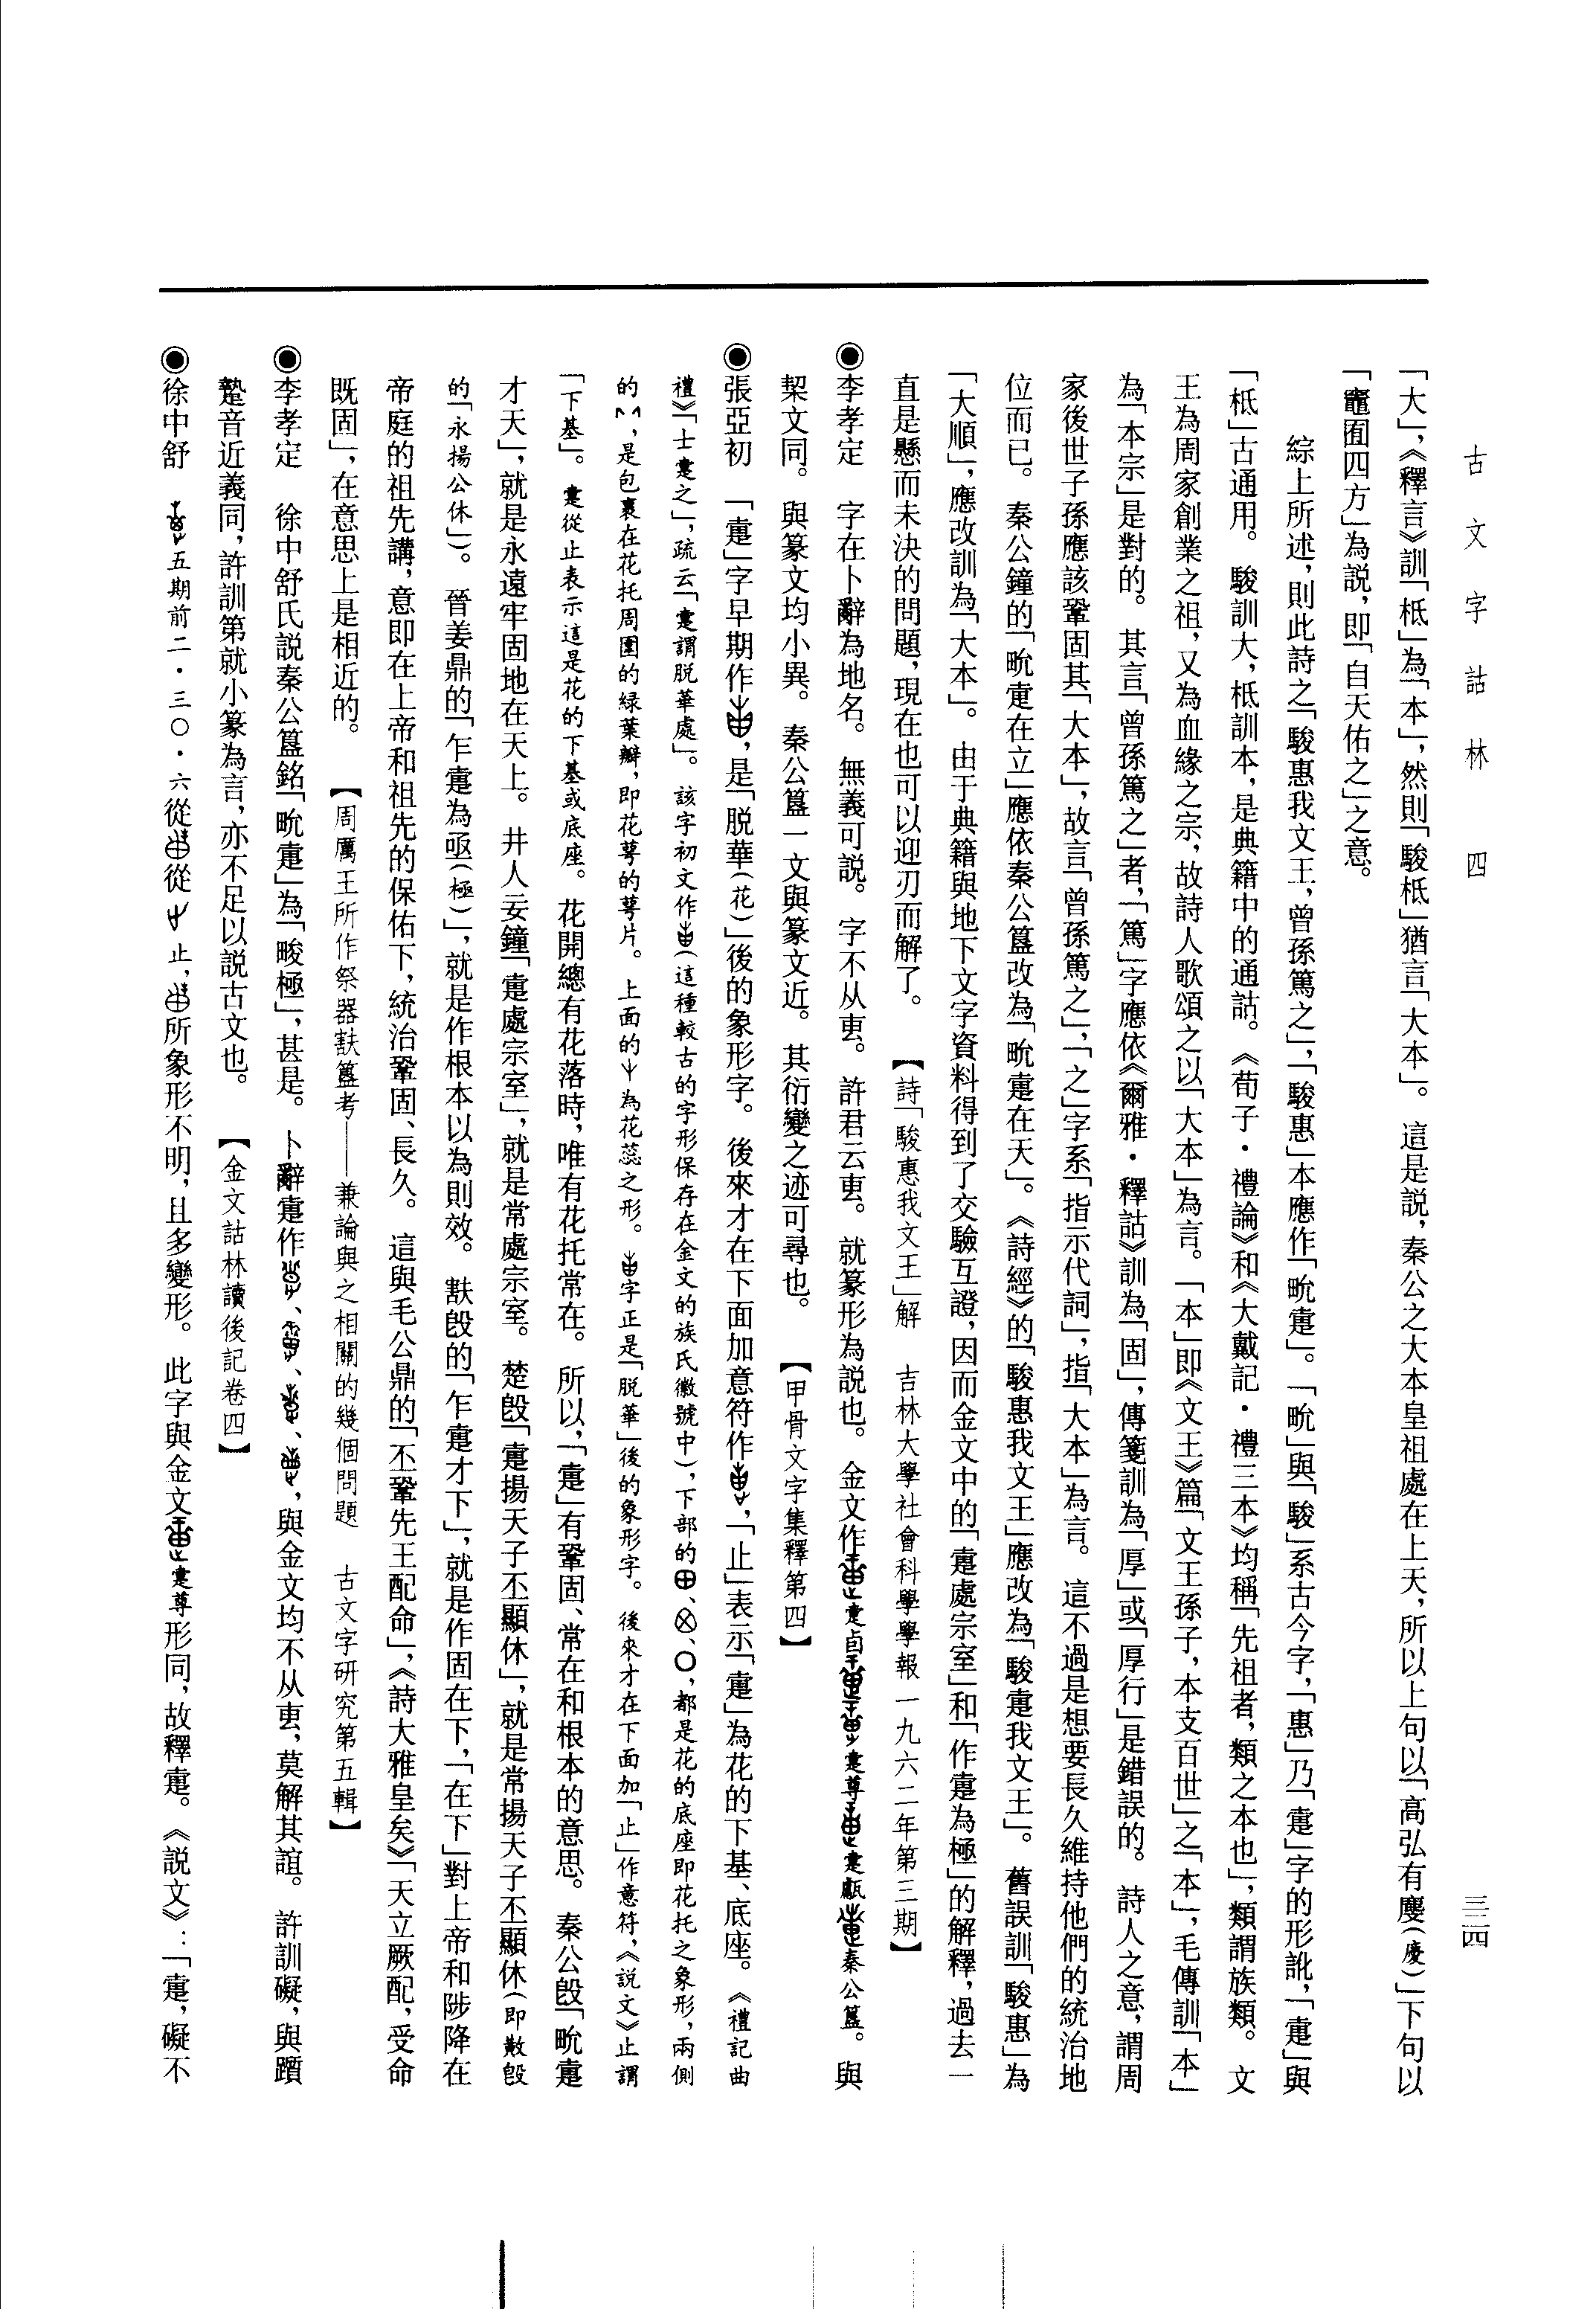 古文字詁林 四
三二四
「大」，《釋言》訓「柢」為「本」，然則「駿柢」猶言「大本」。這是説，秦公之大本皇祖處在上天，所以上句以「高弘有麐（慶）」下句以
「竈囿四方」為説，即「自天佑之」之意。
綜上所述，則此詩之「駿惠我文王，曾孫篤之」，「駿惠」本應作「畍疐」。「畍」與「駿」系古今字，「惠」乃「疐」字的形訛，「疐」與
「柢」古通用。駿訓大，柢訓本，是典籍中的通詁。《荀子·禮論》和《大戴記·禮三本》均稱「先祖者，類之本也」，類謂族類。文
王為周家創業之祖，又為血緣之宗，故詩人歌頌之以「大本」為言。「本」即《文王》篇「文王孫子，本支百世」之「本」，毛傳訓「本」
為「本宗」是對的。其言「曾孫篤之」者，「篤」字應依《爾雅·釋詁》訓為「固」，傳箋訓為「厚」或「厚行」是錯誤的。詩人之意，謂周
家後世子孫應該鞏固其「大本」，故言「曾孫篤之」，「之」字系「指示代詞」，指「大本」為言。這不過是想要長久維持他們的統治地
位而已。秦公鐘的「畍疐在立」應依秦公簋改為「畍疐在天」。《詩經》的「駿惠我文王」應改為「駿疐我文王」。舊誤訓「駿惠」為
「大順」，應改訓為「大本」。由于典籍與地下文字資料得到了交驗互證，因而金文中的「疐處宗室」和「作疐為極」的解釋，過去一
直是懸而未決的問題，現在也可以迎刃而解了。【詩「駿惠我文王」解 吉林大學社會科學學報一九六二年第三期】
◉李孝定 字在卜辭為地名。無義可説。字不从叀。許君云叀。就篆形為説也。金文作疐卣疐尊疐甗秦公簋。與
栔文同。與篆文均小異。秦公簋一文與篆文近。其衍變之迹可尋也。【甲骨文字集釋第四】
◉張亞初 「疐」字早期作，是「脱華（花）」後的象形字。後來才在下面加意符作，「止」表示「疐」為花的下基、底座。《禮記曲
禮》「士疐之」，疏云「疐謂脱華處」。該字初文作（這種較古的字形保存在金文的族氏徽號中），下部的⊕、⊗、○，都是花的底座即花托之象形，兩側
的，是包裹在花托周圍的緑葉瓣，即花萼的萼片。上面的為花蕊之形。字正是「脱華」後的象形字。後來才在下面加「止」作意符，《説文》止謂
「下基」。疐從止表示這是花的下基或底座。花開總有花落時，唯有花托常在。所以，「疐」有鞏固、常在和根本的意思。秦公𣪘「畍疐
才天」，就是永遠牢固地在天上。井人妄鐘「疐處宗室」，就是常處宗室。楚𣪘「疐揚天子不顯休」，就是常揚天子不顯休（即散𣪘
的「永揚公休」）。晉姜鼎的「乍疐為亟（極）」，就是作根本以為則效。㝬𣪘的「乍疐才下」，就是作固在下，「在下」對上帝和陟降在
帝庭的祖先講，意即在上帝和祖先的保佑下，統治鞏固、長久。這與毛公鼎的「不鞏先王配命」，《詩大雅皇矣》「天立厥配，受命
既固」，在意思上是相近的。【周厲王所作祭器㝬簋考——兼論與之相關的幾個問題 古文字研究第五輯】
◉李孝定 徐中舒氏説秦公簋銘「畍疐」為「畯極」，甚是。卜辭疐作、、、，與金文均不从叀，莫解其誼。許訓礙，與躓
驇音近義同，許訓第就小篆為言，亦不足以説古文也。【金文詁林讀後記卷四】
◉徐中舒 五期前二·三〇·六從從止，所象形不明，且多變形。此字與金文疐尊形同，故釋疐。《説文》：「疐，礙不